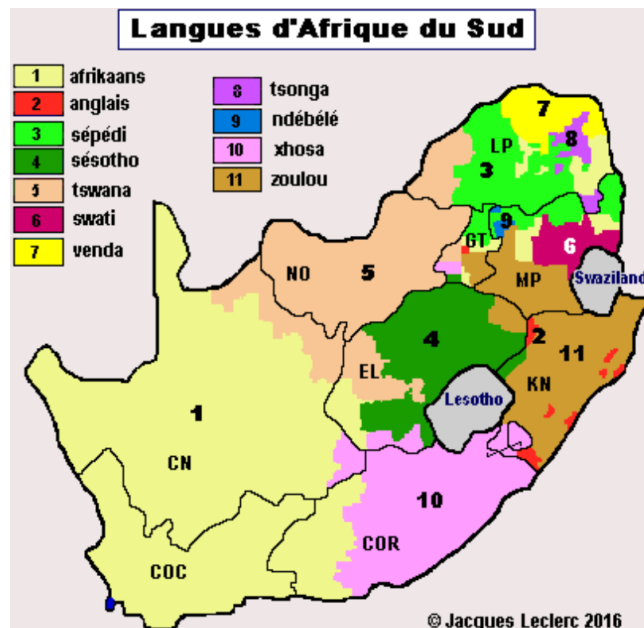 Langues d'Afrique du Sud
1 afrikaans
2 anglais
3 sépédi
4 sésotho
5 tswana
6 swati
7 venda
8 tsonga
9 ndébélé
10 xhosa
11 zoulou
7
8
LP
3
9
GT
6
NO
5
MP
Swaziland
2
4
11
EL
KN
Lesotho
1
CN
10
COR
COC
© Jacques Leclerc 2016